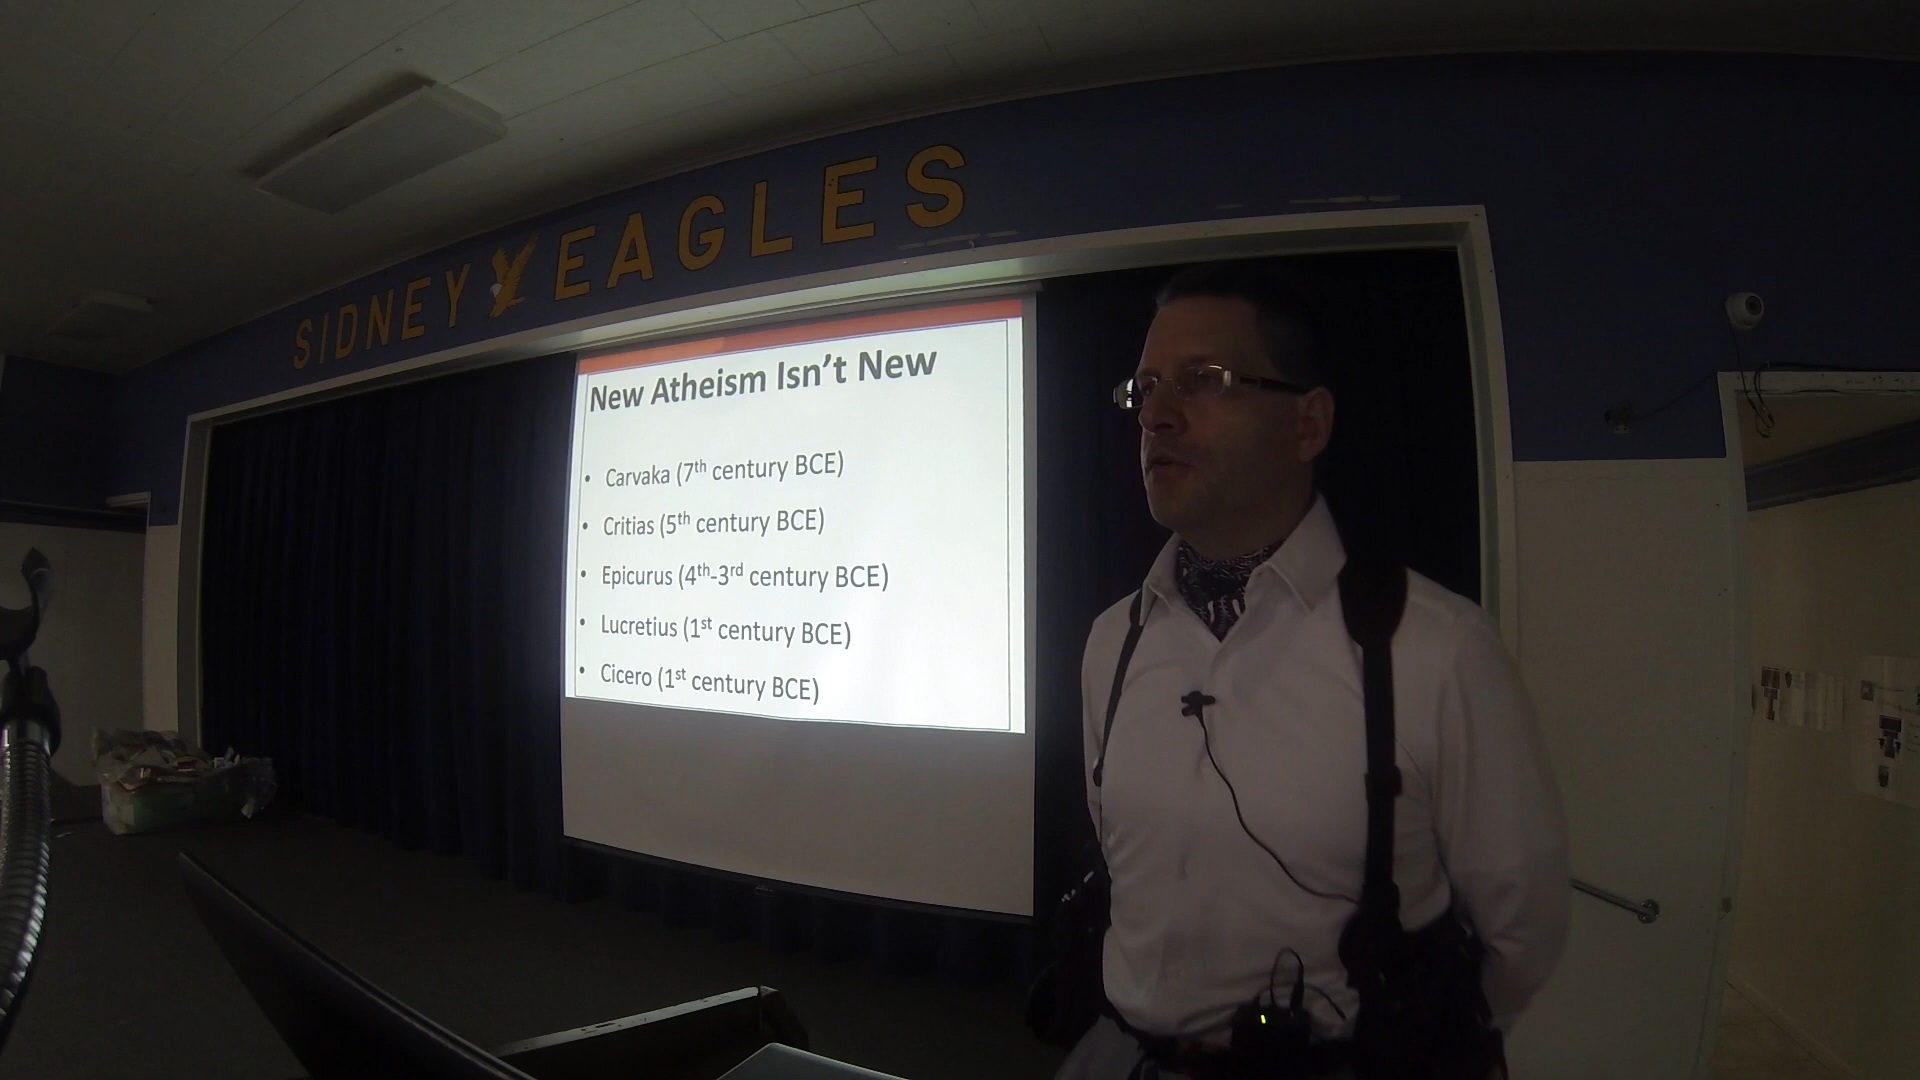 SIDNEY EAGLES
New Atheism Isn't New
• Carvaka (7th century BCE)
• Critias (5th century BCE)
• Epicurus (4th-3rd century BCE)
• Lucretius (1st century BCE)
• Cicero (1st century BCE)